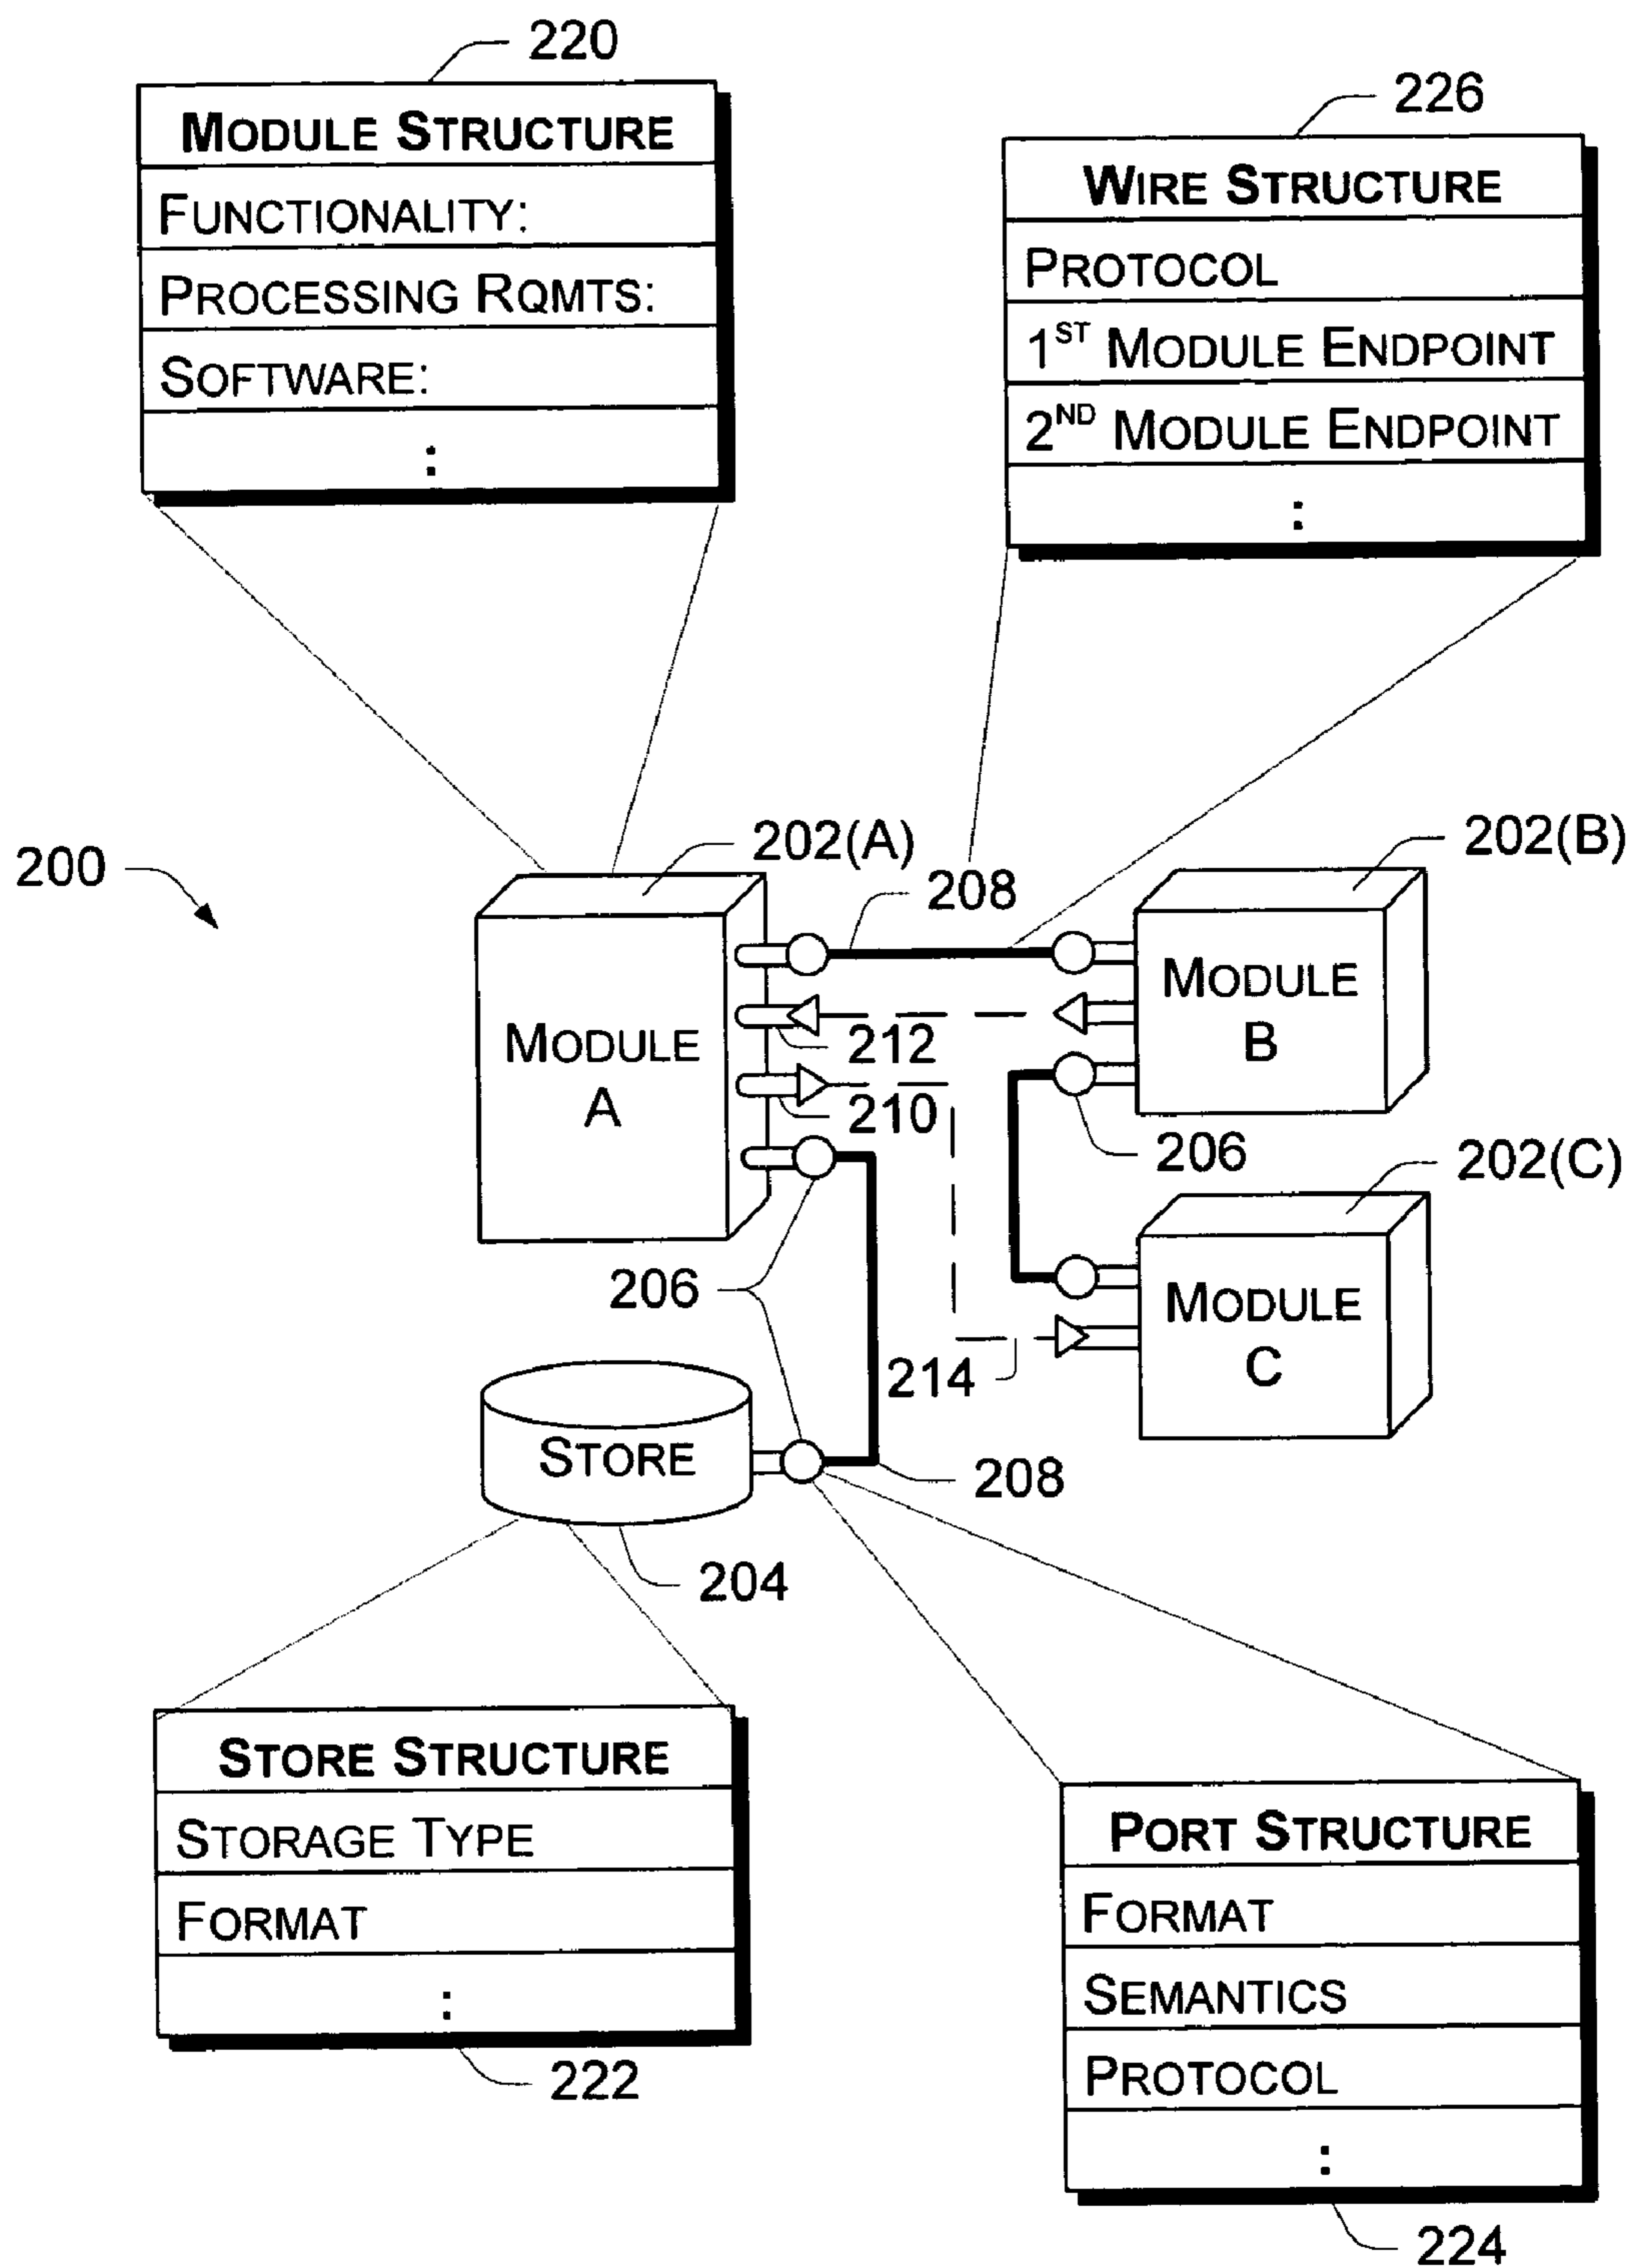 220
MODULE STRUCTURE
FUNCTIONALITY:
PROCESSING RQMTS:
SOFTWARE:
:
226
WIRE STRUCTURE
PROTOCOL
1ST MODULE ENDPOINT
2ND MODULE ENDPOINT
:
200
202(A)
208
202(B)
MODULE
A
212
210
MODULE
B
206
202(C)
206
MODULE
C
214
STORE
208
204
STORE STRUCTURE
STORAGE TYPE
FORMAT
:
222
PORT STRUCTURE
FORMAT
SEMANTICS
PROTOCOL
:
224